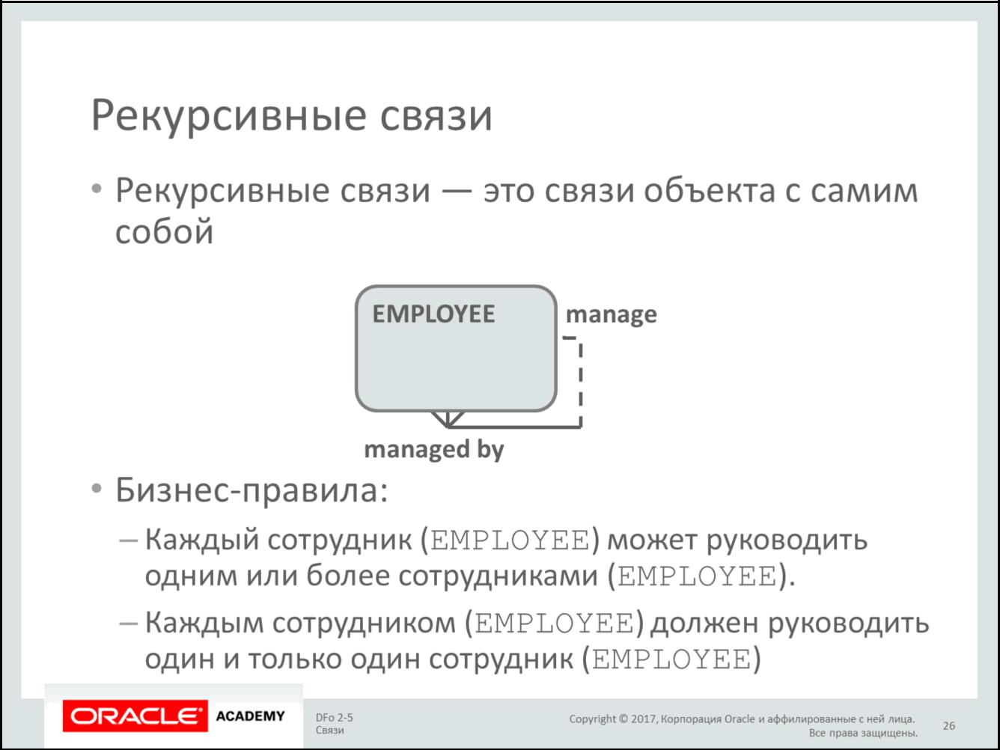 Рекурсивные связи
• Рекурсивные связи — это связи объекта с самим
собой
EMPLOYEE
manage
managed by
• Бизнес-правила:
– Каждый сотрудник (EMPLOYEE) может руководить
одним или более сотрудниками (EMPLOYEE).
– Каждым сотрудником (EMPLOYEE) должен руководить
один и только один сотрудник (EMPLOYEE)
ORACLE® ACADEMY
DFo 2-5
Связи
Copyright © 2017, Корпорация Oracle и аффилированные с ней лица.
Все права защищены.
26